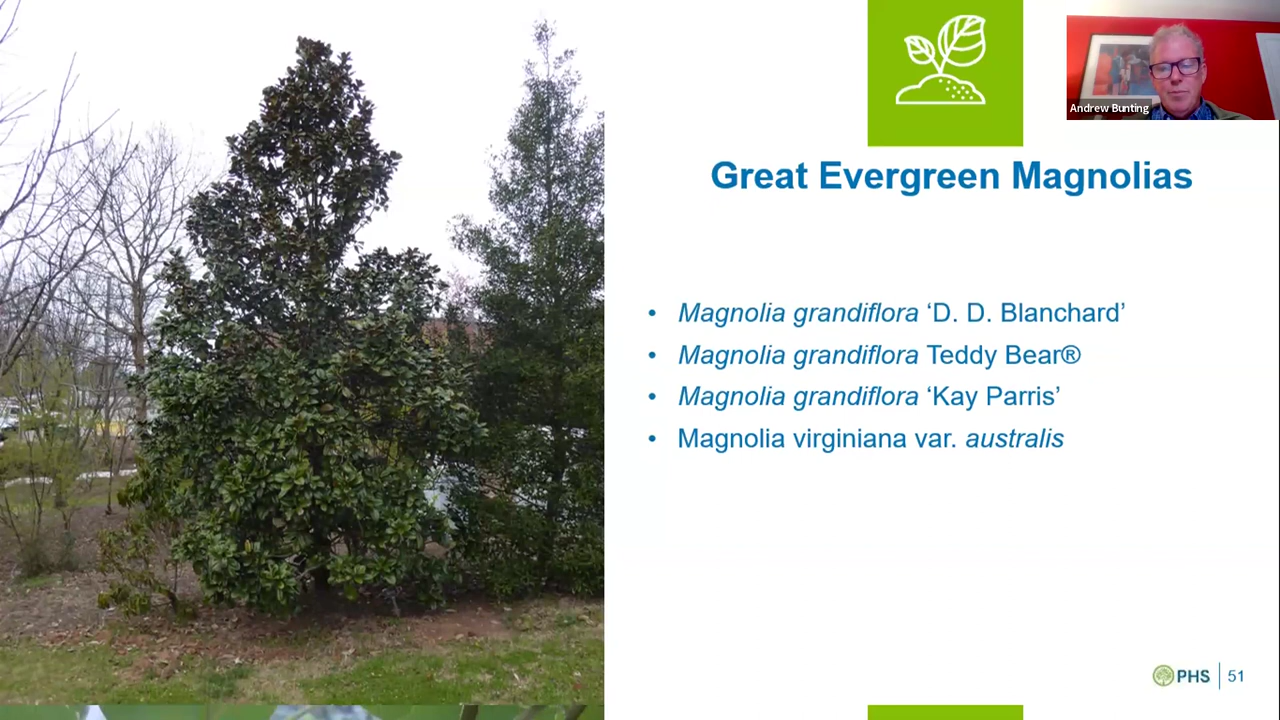 Andrew Bunting
Great Evergreen Magnolias
• Magnolia grandiflora ‘D. D. Blanchard’
• Magnolia grandiflora Teddy Bear®
• Magnolia grandiflora ‘Kay Parris’
• Magnolia virginiana var. australis
PHS 51